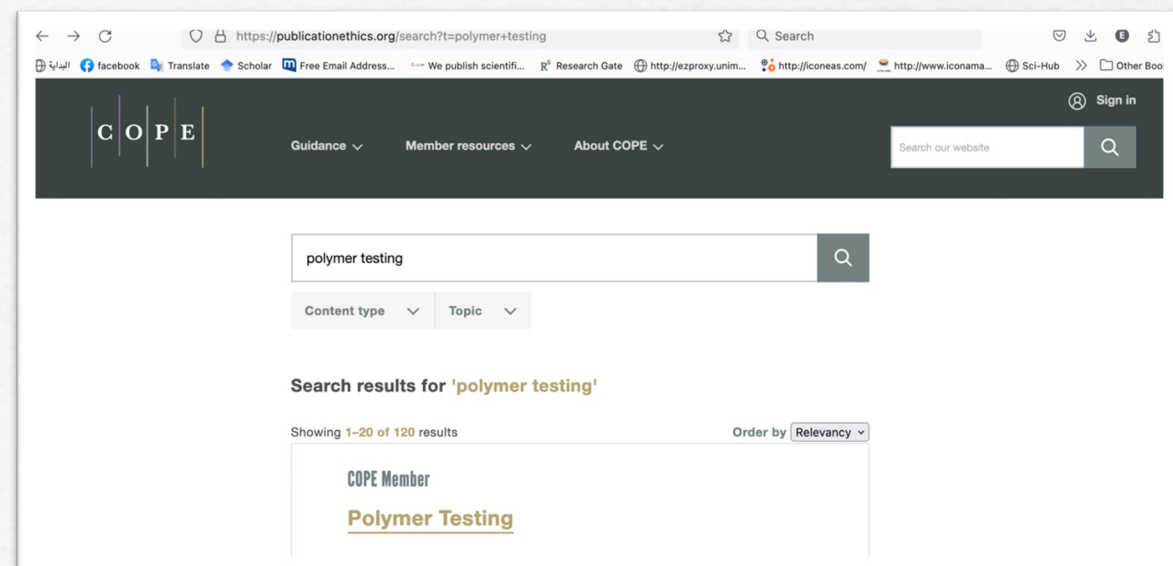 https://publicationethics.org/search?t=polymer+testing
Search
E
البداية
facebook
Translate
Scholar
Free Email Address...
We publish scientifi...
R⁶ Research Gate
http://ezproxy.unim...
http://iconeas.com/
http://www.iconama...
Sci-Hub
Other Boo
Sign in
COPE
Guidance
Member resources
About COPE
Search our website
polymer testing
Content type
Topic
Search results for 'polymer testing'
Showing 1–20 of 120 results
Order by Relevancy
COPE Member
Polymer Testing